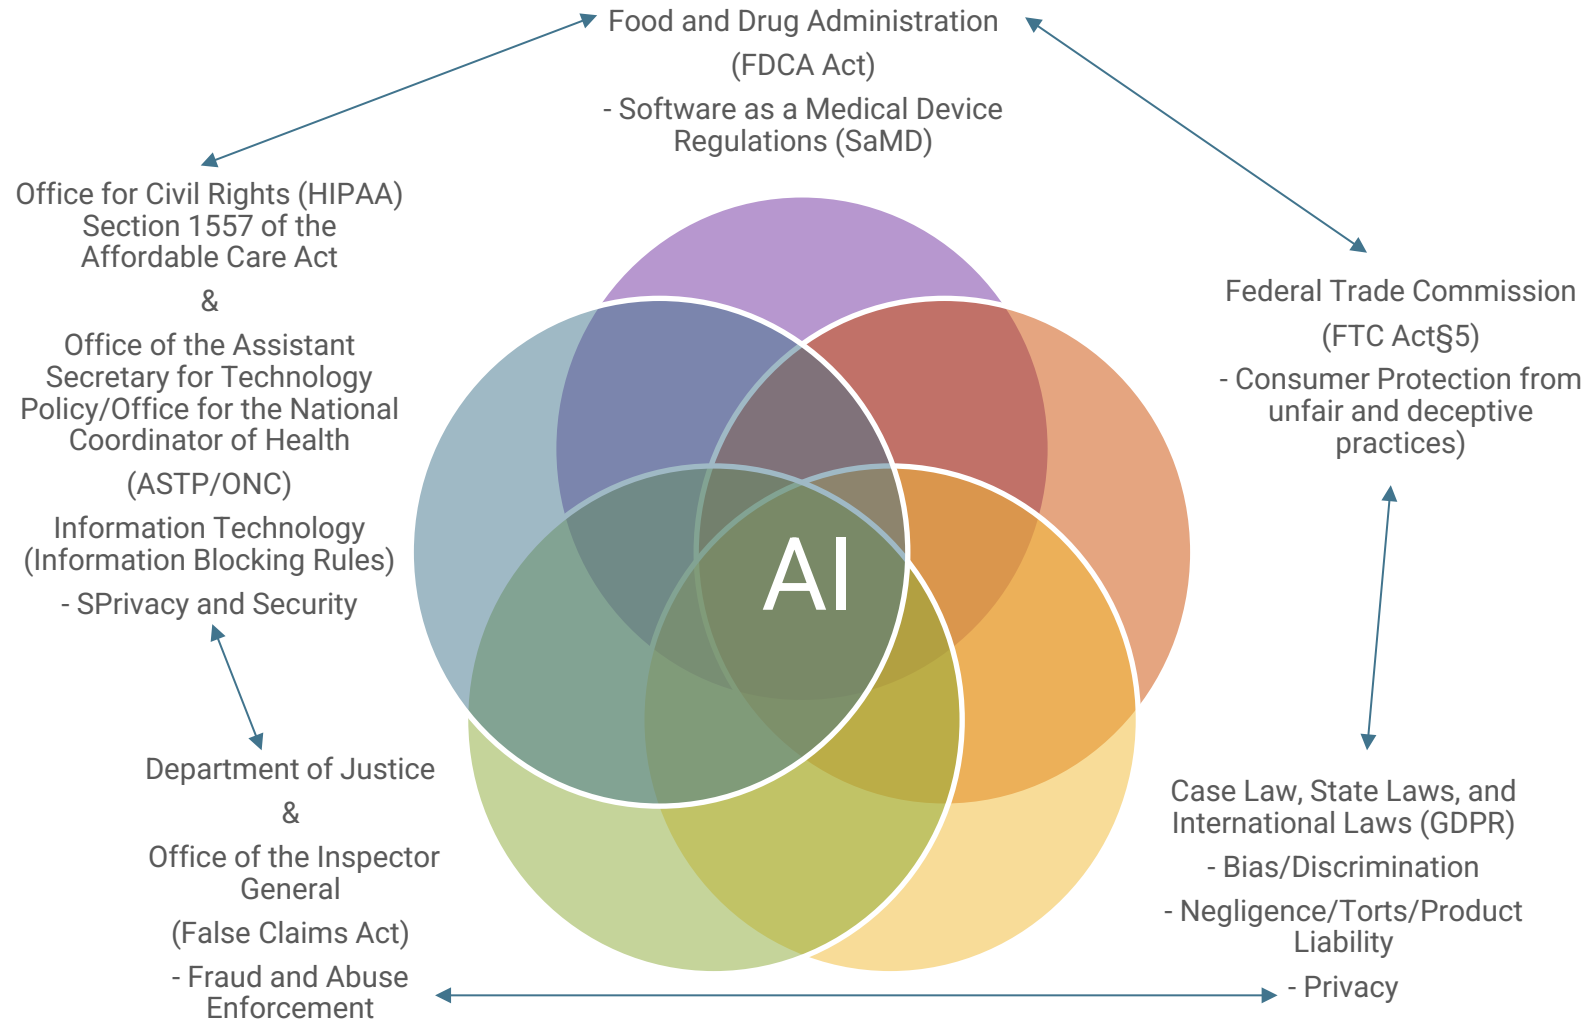 Food and Drug Administration
(FDCA Act)
- Software as a Medical Device
Regulations (SaMD)
Office for Civil Rights (HIPAA)
Section 1557 of the
Affordable Care Act
&
Office of the Assistant
Secretary for Technology
Policy/Office for the National
Coordinator of Health
(ASTP/ONC)
Information Technology
(Information Blocking Rules)
- SPrivacy and Security
Federal Trade Commission
(FTC Act§5)
- Consumer Protection from
unfair and deceptive
practices)
AI
Department of Justice
&
Office of the Inspector
General
(False Claims Act)
- Fraud and Abuse
Enforcement
Case Law, State Laws, and
International Laws (GDPR)
- Bias/Discrimination
- Negligence/Torts/Product
Liability
- Privacy